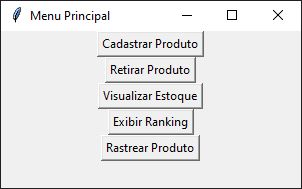 Menu Principal
Cadastrar Produto
Retirar Produto
Visualizar Estoque
Exibir Ranking
Rastrear Produto